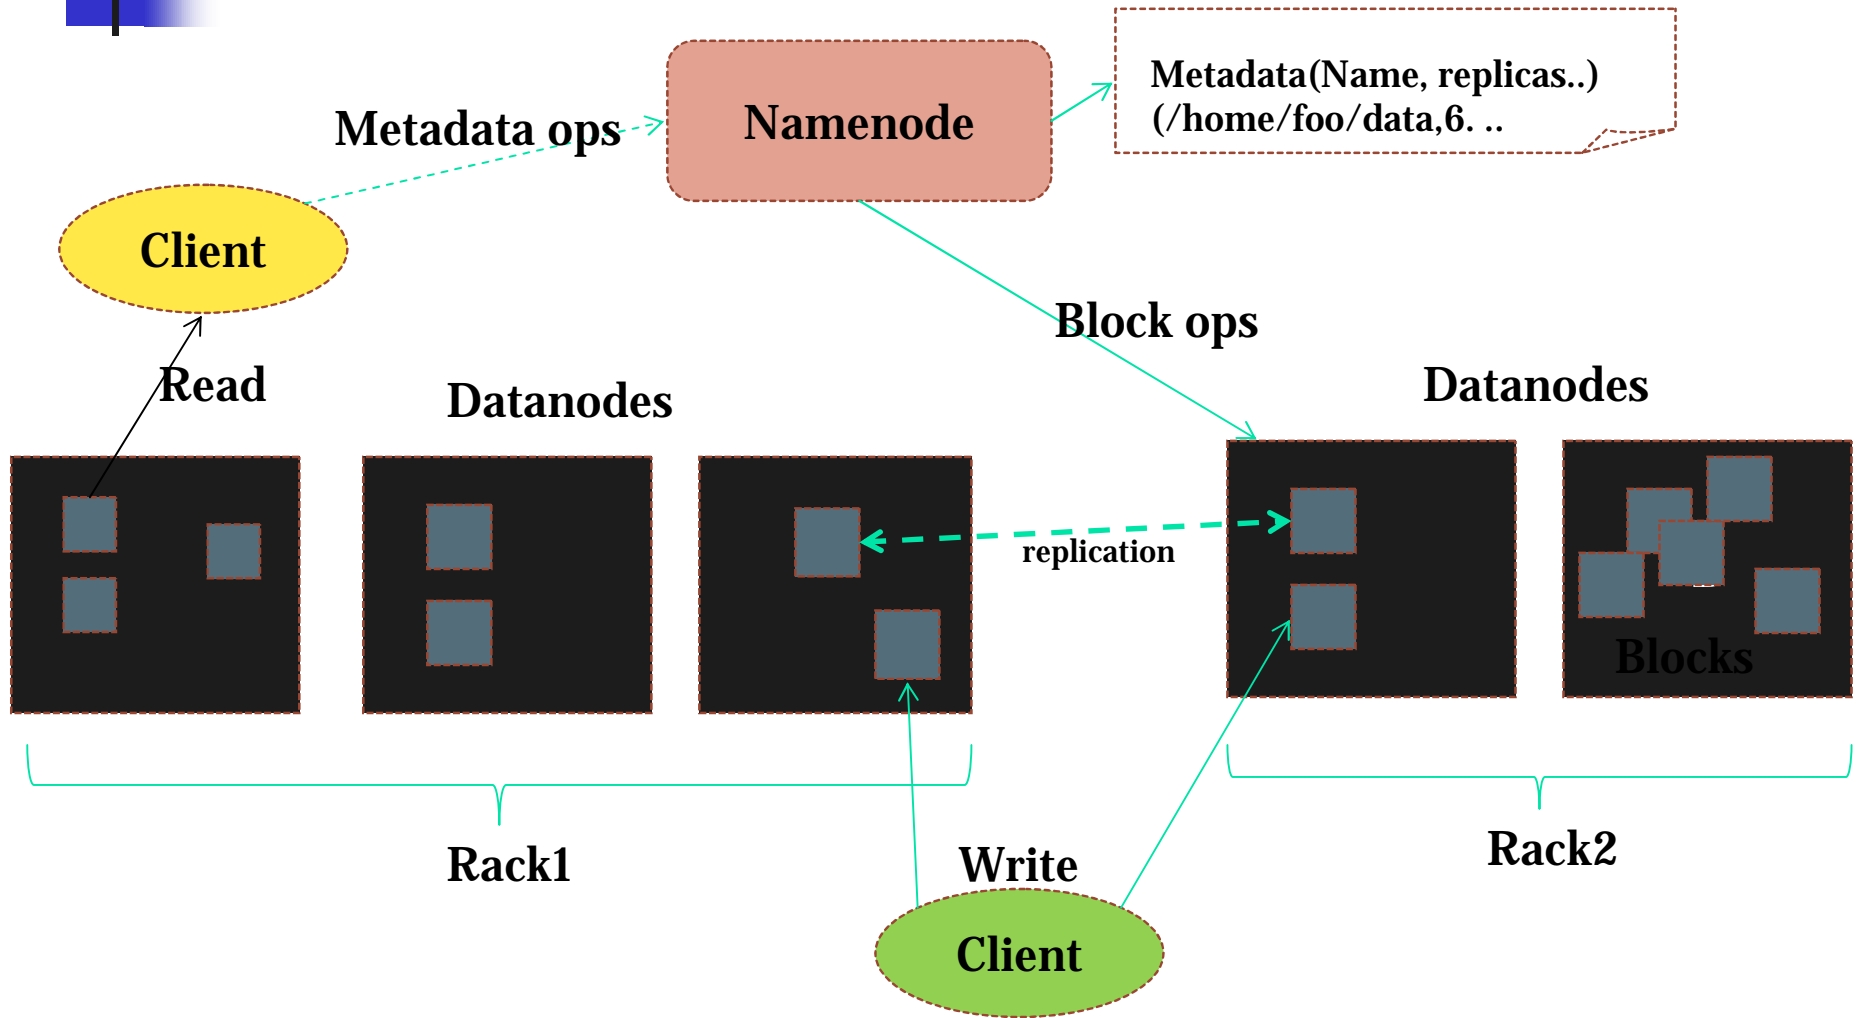 Metadata(Name, replicas..)
(/home/foo/data,6. ..
Namenode
Metadata ops
Client
Block ops
Read
Datanodes
Datanodes
replication
Blocks
Rack1
Write
Rack2
Client